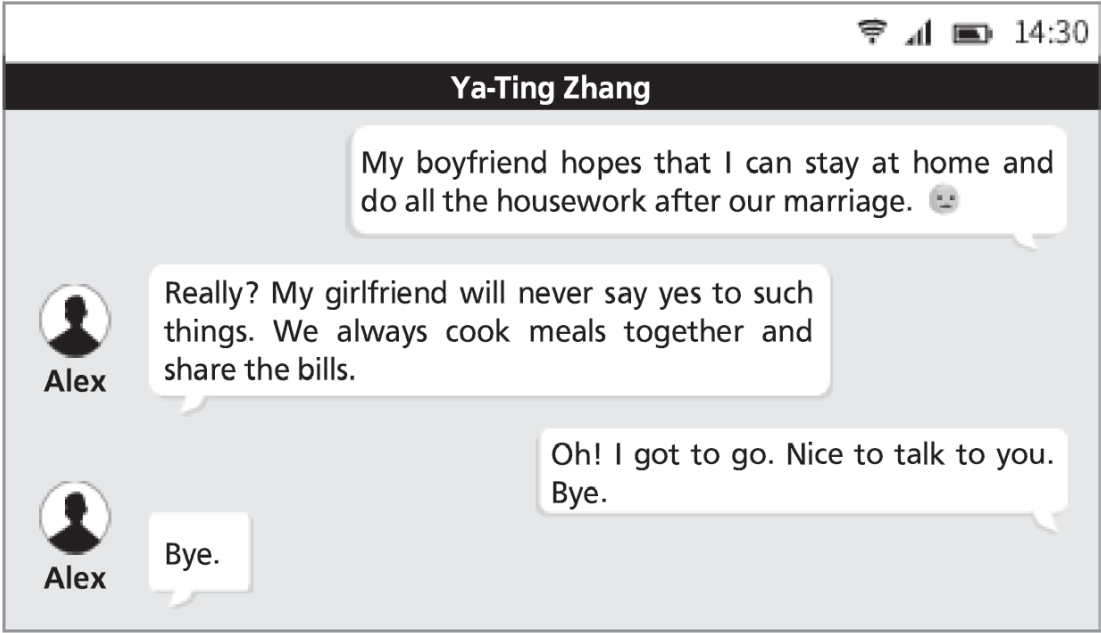 14:30
Ya-Ting Zhang
My boyfriend hopes that I can stay at home and
do all the housework after our marriage.
Really? My girlfriend will never say yes to such
things. We always cook meals together and
share the bills.
Alex
Oh! I got to go. Nice to talk to you.
Bye.
Bye.
Alex